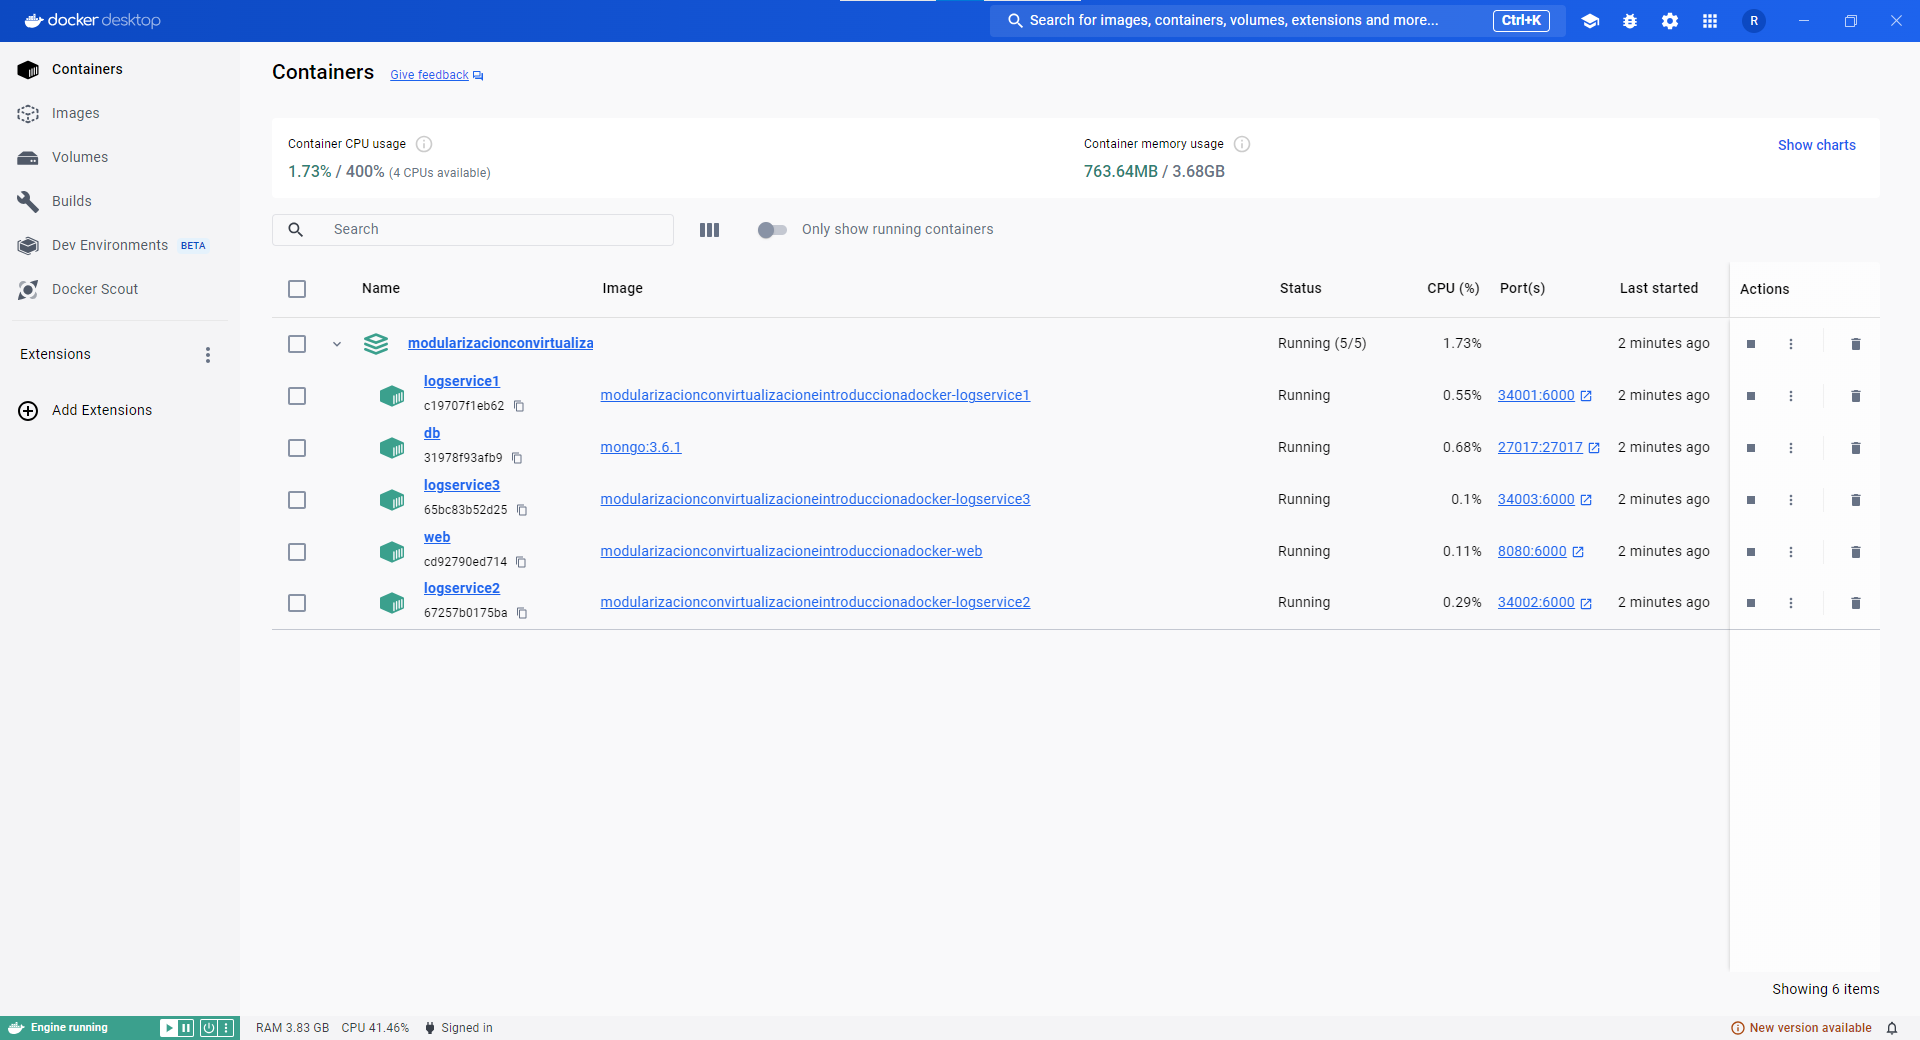 docker desktop
Search for images, containers, volumes, extensions and more... Ctrl+K R
Containers
Images
Volumes
Builds
Dev Environments BETA
Docker Scout
Extensions
Add Extensions
Containers Give feedback
Container CPU usage
1.73% / 400% (4 CPUs available)
Container memory usage
763.64MB / 3.68GB
Show charts
Search
Only show running containers
Name Image Status CPU (%) Port(s) Last started Actions
modularizacionconvirtualiza Running (5/5) 1.73% 2 minutes ago
logservice1
c19707f1eb62
modularizacionconvirtualizacioneintroduccionadocker-logservice1 Running 0.55% 34001:6000 2 minutes ago
db
31978f93afb9
mongo:3.6.1 Running 0.68% 27017:27017 2 minutes ago
logservice3
65bc83b52d25
modularizacionconvirtualizacioneintroduccionadocker-logservice3 Running 0.1% 34003:6000 2 minutes ago
web
cd92790ed714
modularizacionconvirtualizacioneintroduccionadocker-web Running 0.11% 8080:6000 2 minutes ago
logservice2
67257b0175ba
modularizacionconvirtualizacioneintroduccionadocker-logservice2 Running 0.29% 34002:6000 2 minutes ago
Showing 6 items
Engine running
RAM 3.83 GB CPU 41.46% Signed in
New version available